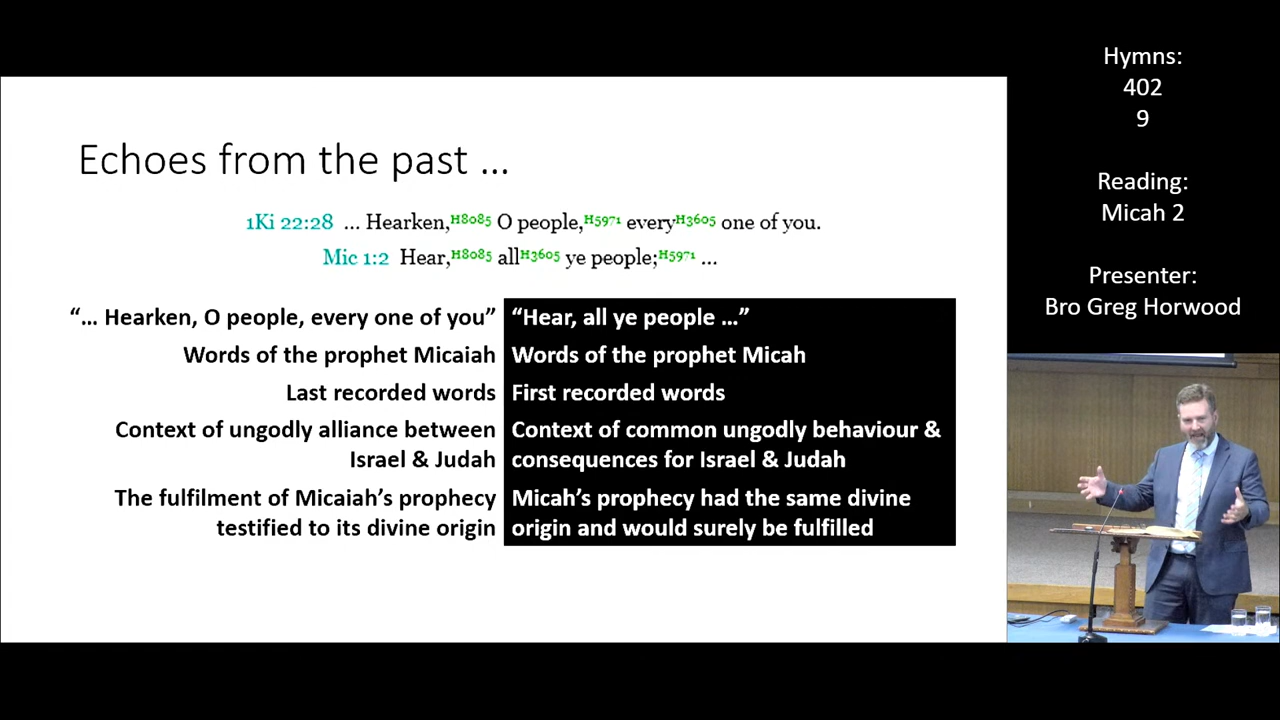 Echoes from the past ...
1Ki 22:28 ... Hearken,H8085 O people,H5971 everyH3605 one of you.
Mic 1:2 Hear,H8085 allH3605 ye people;H5971 ...
“... Hearken, O people, every one of you”
“Hear, all ye people ...”
Words of the prophet Micaiah
Words of the prophet Micah
Last recorded words
First recorded words
Context of ungodly alliance between
Israel & Judah
Context of common ungodly behaviour &
consequences for Israel & Judah
The fulfilment of Micaiah’s prophecy
testified to its divine origin
Micah’s prophecy had the same divine
origin and would surely be fulfilled
Hymns:
402
9
Reading:
Micah 2
Presenter:
Bro Greg Horwood